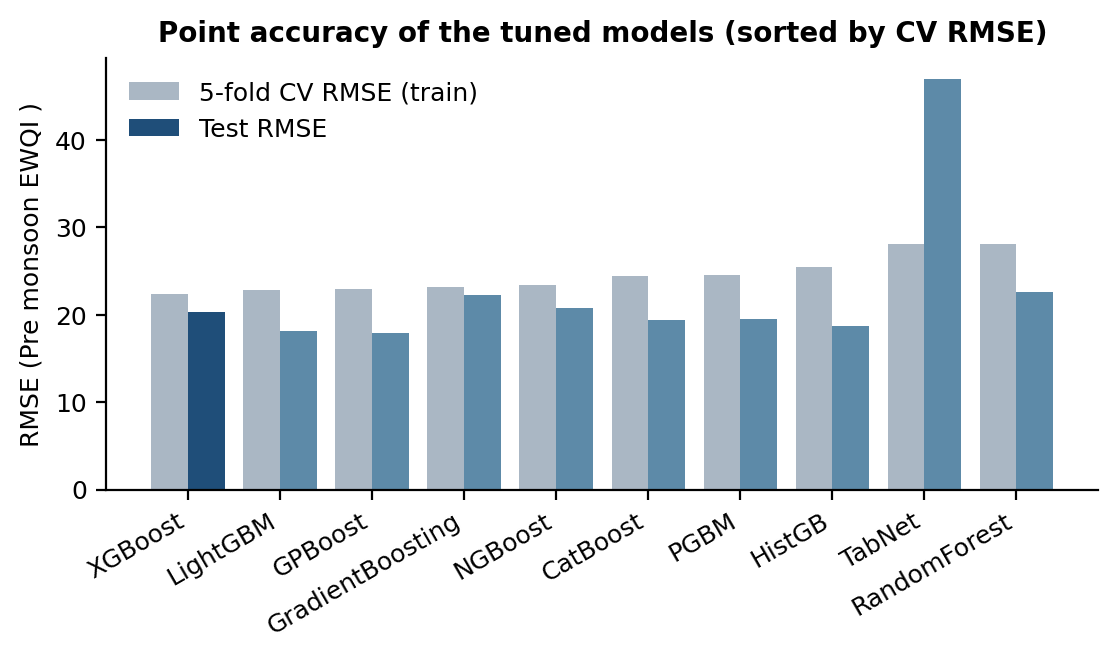 Point accuracy of the tuned models (sorted by CV RMSE)
5-fold CV RMSE (train)
Test RMSE
RMSE (Pre monsoon EWQI )
40
30
20
10
0
XGBoost
LightGBM
GPBoost
GradientBoosting
NGBoost
CatBoost
PGBM
HistGB
TabNet
RandomForest